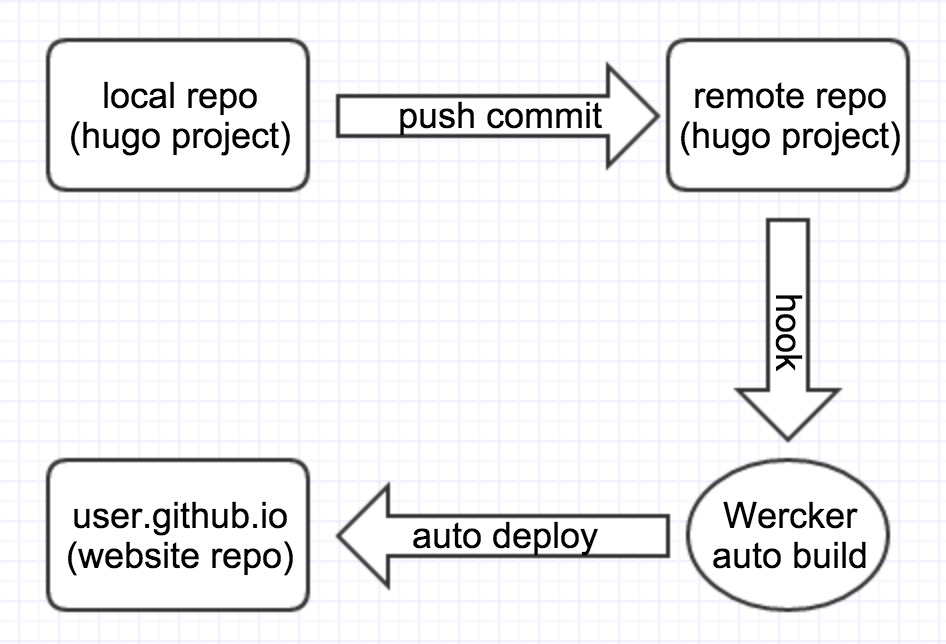 local repo
(hugo project)
push commit
remote repo
(hugo project)
hook
Wercker
auto build
auto deploy
user.github.io
(website repo)